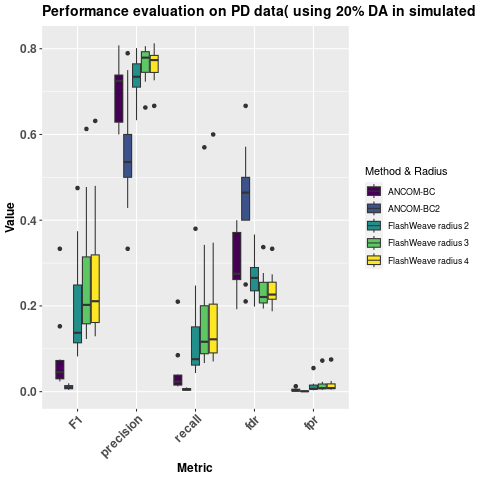 Performance evaluation on PD data( using 20% DA in simulated
Value
0.8
0.6
0.4
0.2
0.0
F1
precision
recall
fdr
fpr
Metric
Method & Radius
ANCOM-BC
ANCOM-BC2
FlashWeave radius 2
FlashWeave radius 3
FlashWeave radius 4